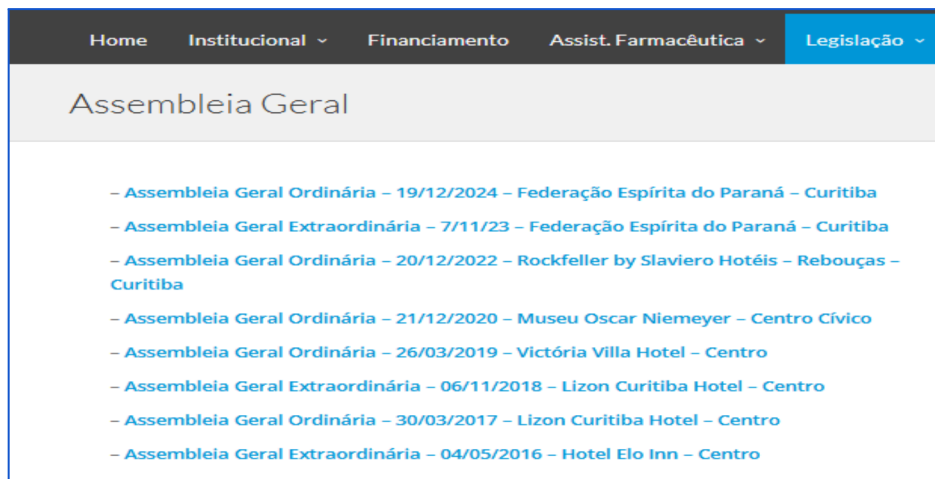 Home Institucional Financiamento Assist. Farmacêutica Legislação
Assembleia Geral
– Assembleia Geral Ordinária – 19/12/2024 – Federação Espírita do Paraná – Curitiba
– Assembleia Geral Extraordinária – 7/11/23 – Federação Espírita do Paraná – Curitiba
– Assembleia Geral Ordinária – 20/12/2022 – Rockfeller by Slaviero Hotéis – Rebouças –
Curitiba
– Assembleia Geral Ordinária – 21/12/2020 – Museu Oscar Niemeyer – Centro Cívico
– Assembleia Geral Ordinária – 26/03/2019 – Victória Villa Hotel – Centro
– Assembleia Geral Extraordinária – 06/11/2018 – Lizon Curitiba Hotel – Centro
– Assembleia Geral Ordinária – 30/03/2017 – Lizon Curitiba Hotel – Centro
– Assembleia Geral Extraordinária – 04/05/2016 – Hotel Elo Inn – Centro